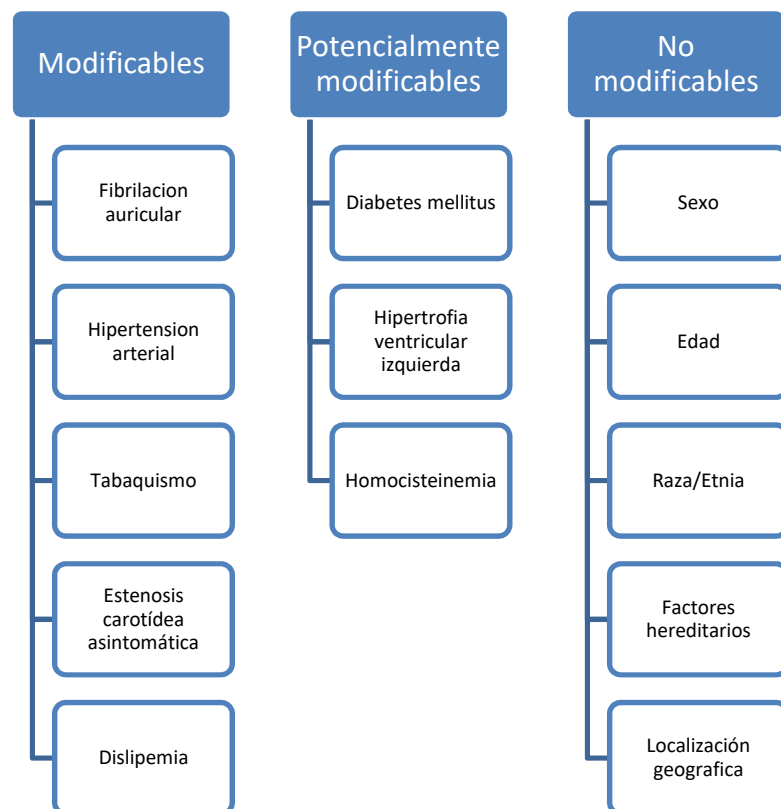 Modificables
Fibrilacion
auricular
Hipertension
arterial
Tabaquismo
Estenosis
carotídea
asintomática
Dislipemia
Potencialmente
modificables
Diabetes mellitus
Hipertrofia
ventricular
izquierda
Homocisteinemia
No
modificables
Sexo
Edad
Raza/Etnia
Factores
hereditarios
Localización
geografica